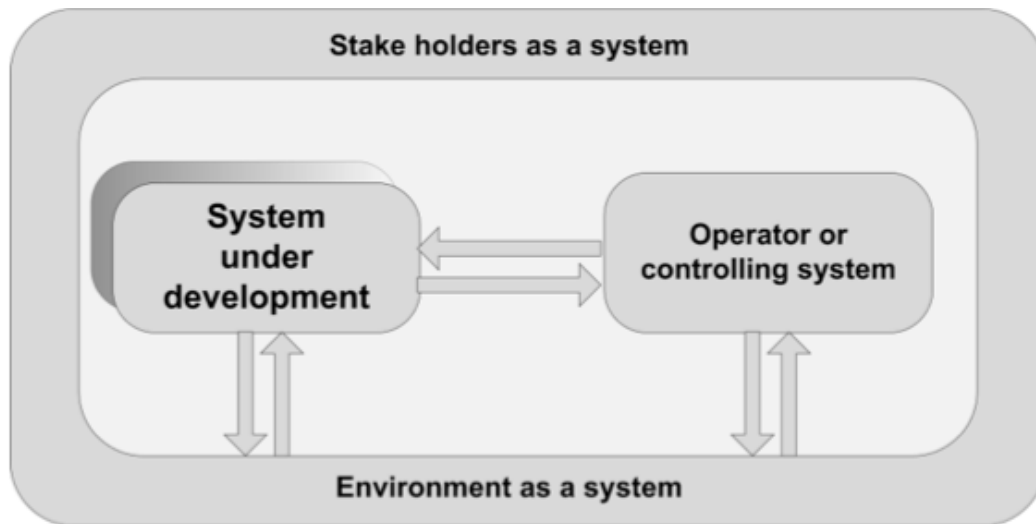 Stake holders as a system
System
under
development
Operator or
controlling system
Environment as a system